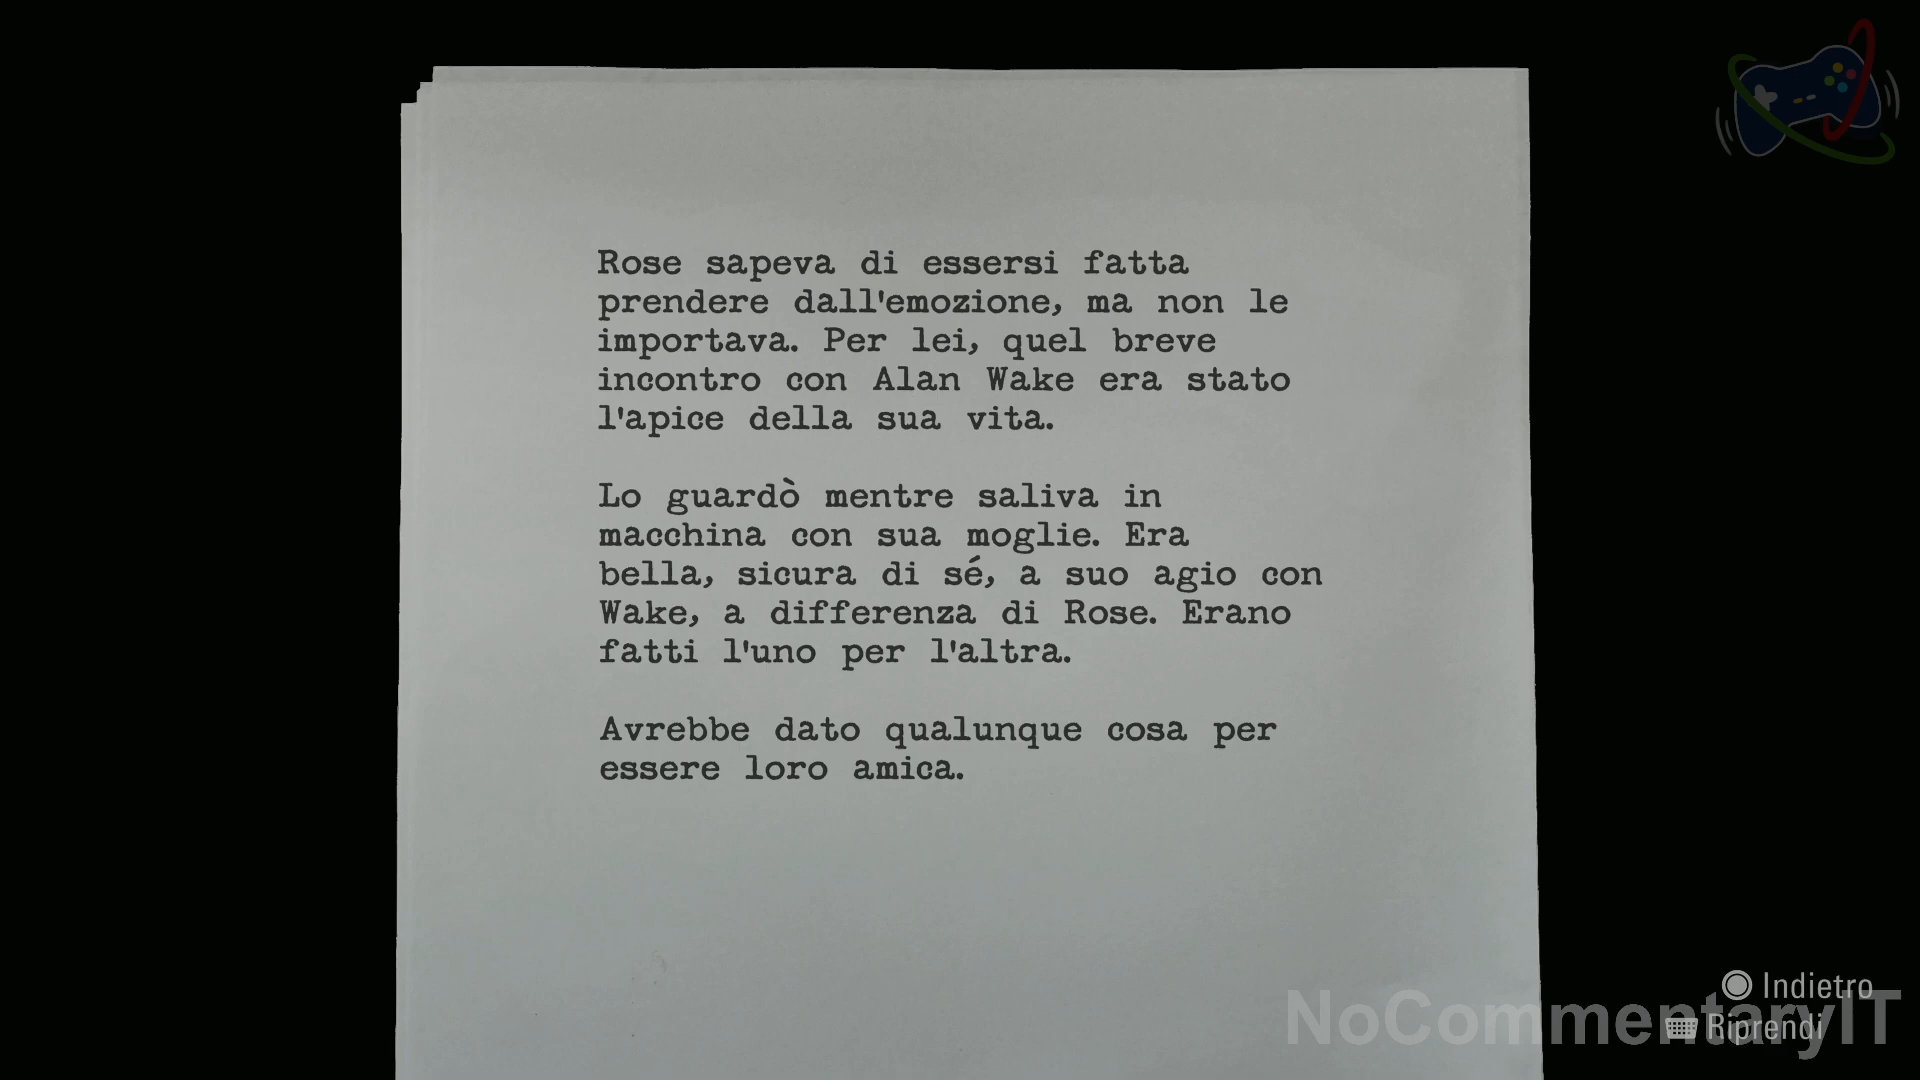 Rose sapeva di essersi fatta
prendere dall'emozione, ma non le
importava. Per lei, quel breve
incontro con Alan Wake era stato
l'apice della sua vita.
Lo guardò mentre saliva in
macchina con sua moglie. Era
bella, sicura di sé, a suo agio con
Wake, a differenza di Rose. Erano
fatti l'uno per l'altra.
Avrebbe dato qualunque cosa per
essere loro amica.
Indietro
NoCommentaryIT
Riprendi